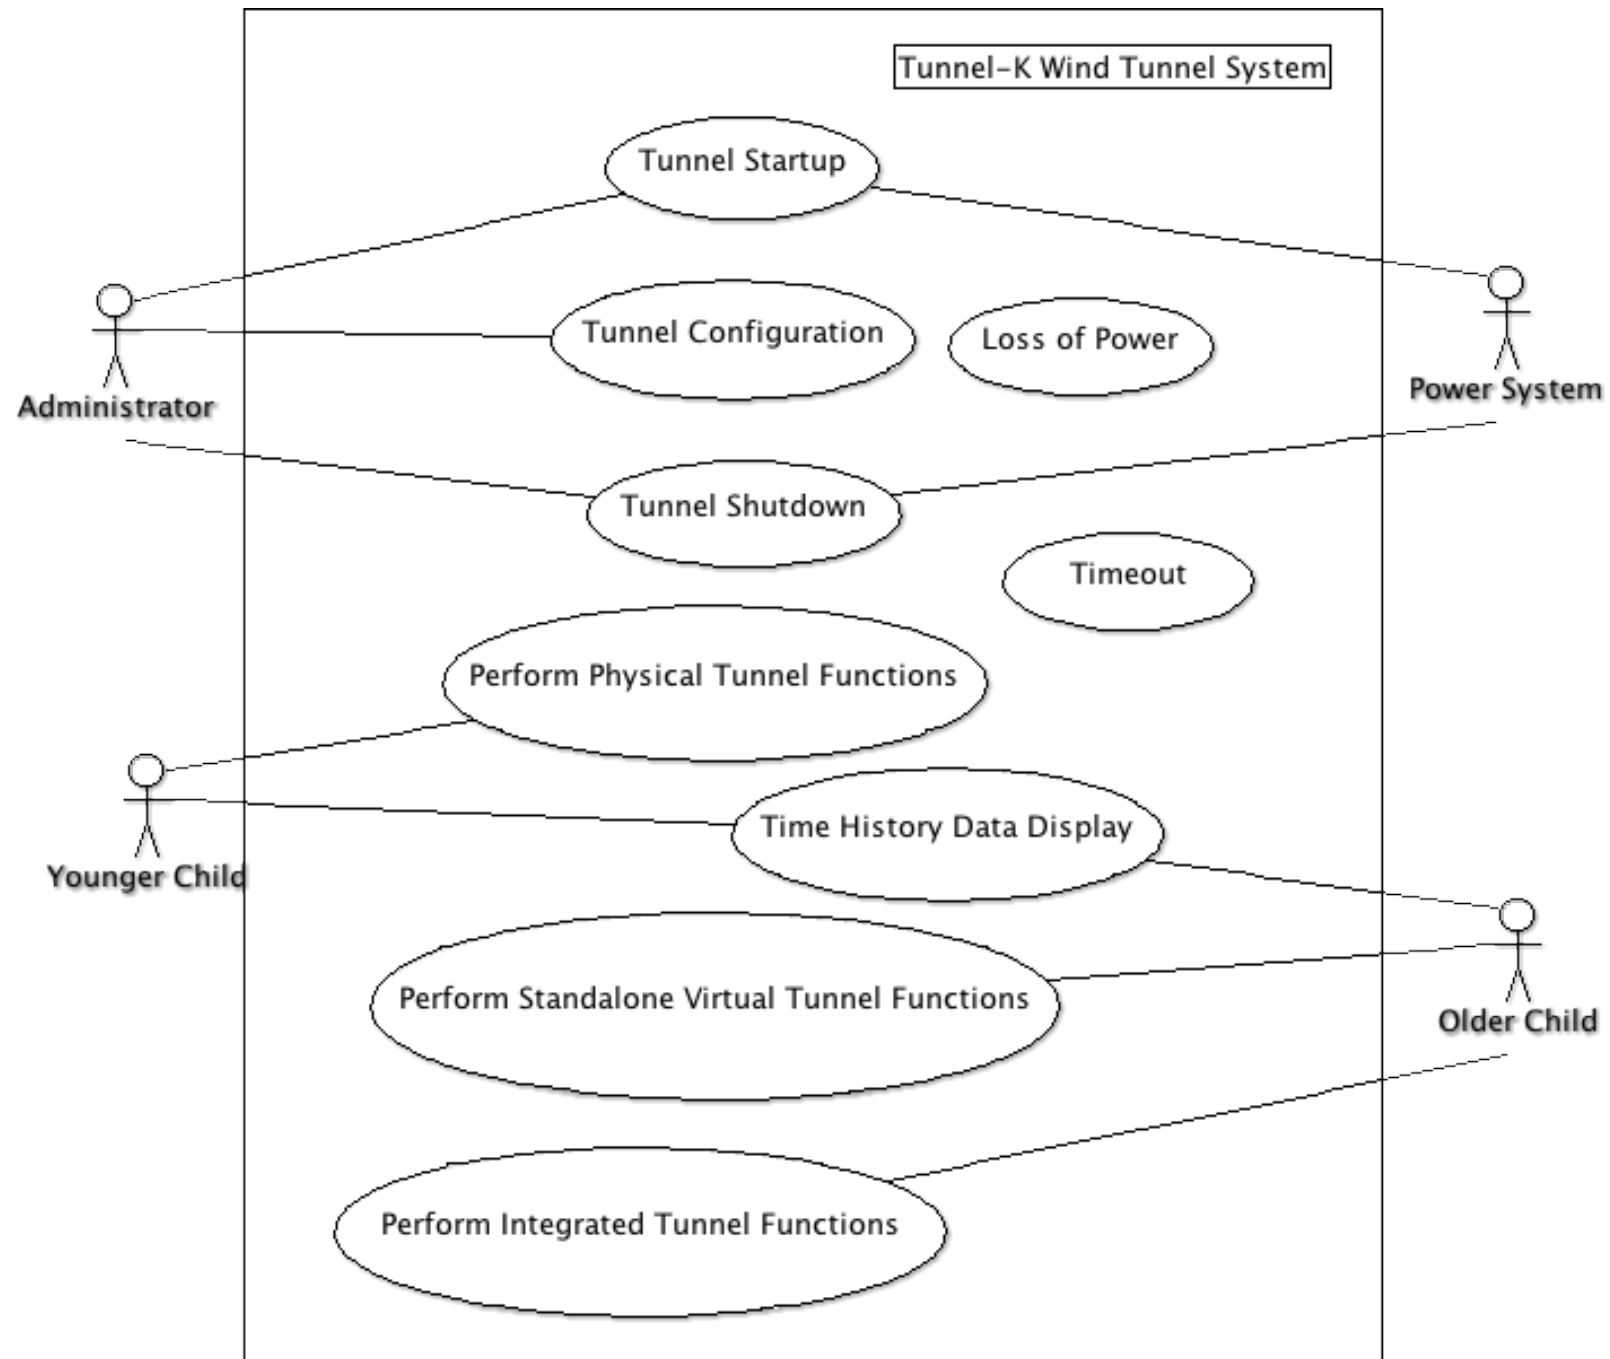 Tunnel-K Wind Tunnel System
Tunnel Startup
Tunnel Configuration
Loss of Power
Administrator
Power System
Tunnel Shutdown
Timeout
Perform Physical Tunnel Functions
Time History Data Display
Younger Child
Perform Standalone Virtual Tunnel Functions
Older Child
Perform Integrated Tunnel Functions